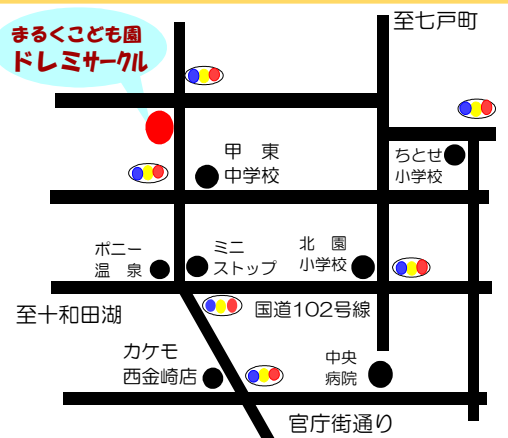 まるくこども園
ドレミサークル
至七戸町
甲 東
中学校
ちとせ
小学校
ポニー
温 泉
ミニ
ストップ
北 園
小学校
至十和田湖
国道102号線
カケモ
西金崎店
中央
病院
官庁街通り